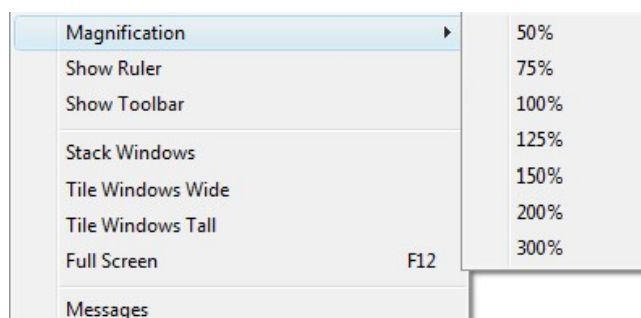 Magnification
Show Ruler
Show Toolbar
Stack Windows
Tile Windows Wide
Tile Windows Tall
Full Screen F12
Messages
50%
75%
100%
125%
150%
200%
300%